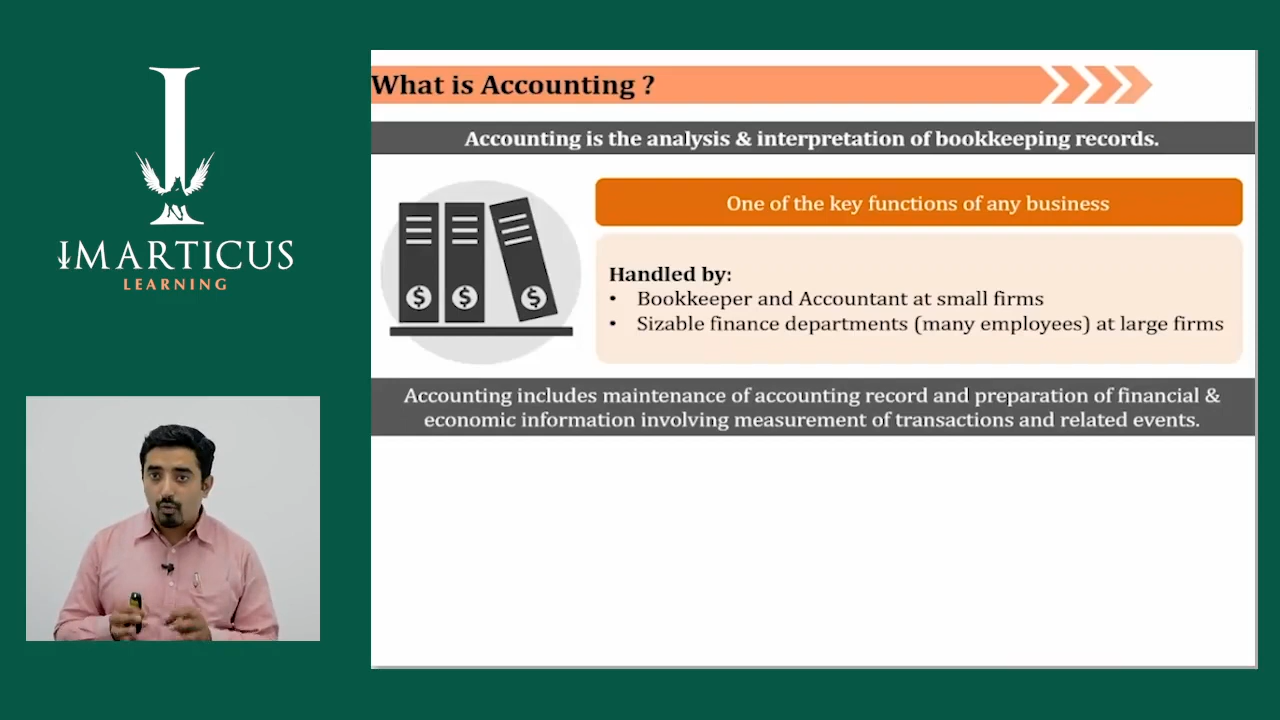 IMARTICUS
LEARNING
What is Accounting ?
Accounting is the analysis & interpretation of bookkeeping records.
$ $ $
One of the key functions of any business
Handled by:
• Bookkeeper and Accountant at small firms
• Sizable finance departments (many employees) at large firms
Accounting includes maintenance of accounting record and preparation of financial &
economic information involving measurement of transactions and related events.